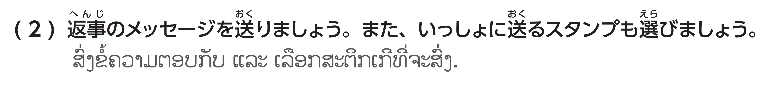 (2) 返事のメッセージを送りましょう。また、いっしょに送るスタンプも選びましょう。
ສົ່ງຂໍ້ຄວາມຕອບກັບ ແລະ ເລືອກສະຕິກເກີທີ່ຈະສົ່ງ.